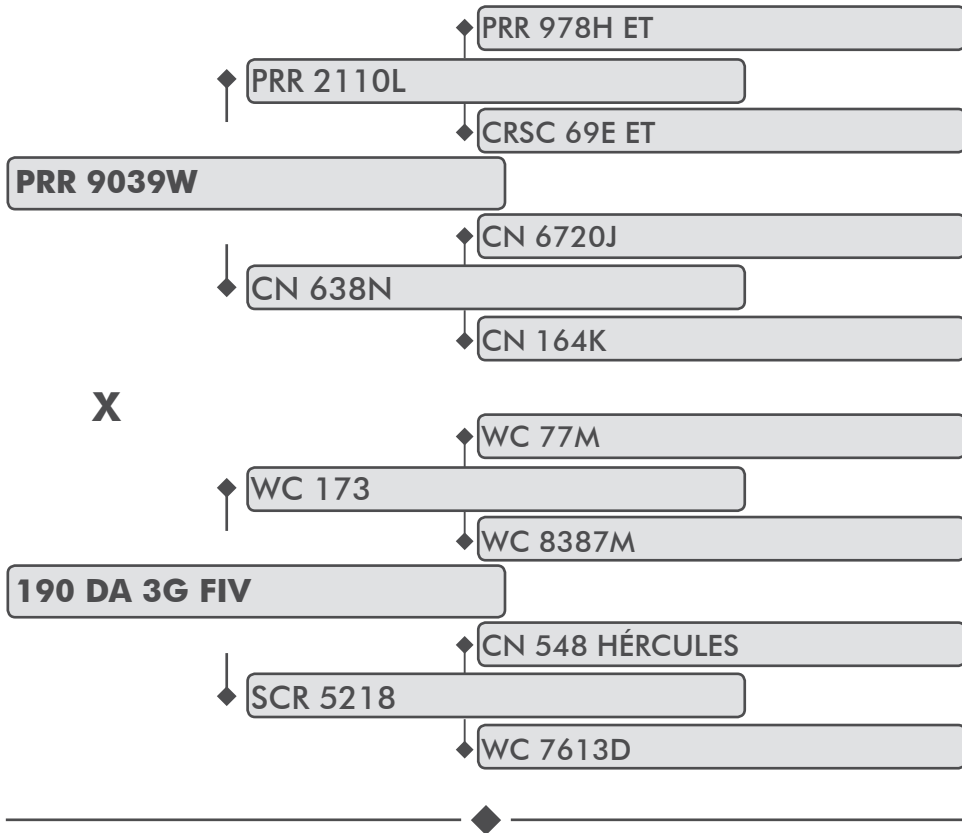 PRR 978H ET
PRR 2110L
CRSC 69E ET
PRR 9039W
CN 6720J
CN 638N
CN 164K
X
WC 77M
WC 173
WC 8387M
190 DA 3G FIV
CN 548 HÉRCULES
SCR 5218
WC 7613D